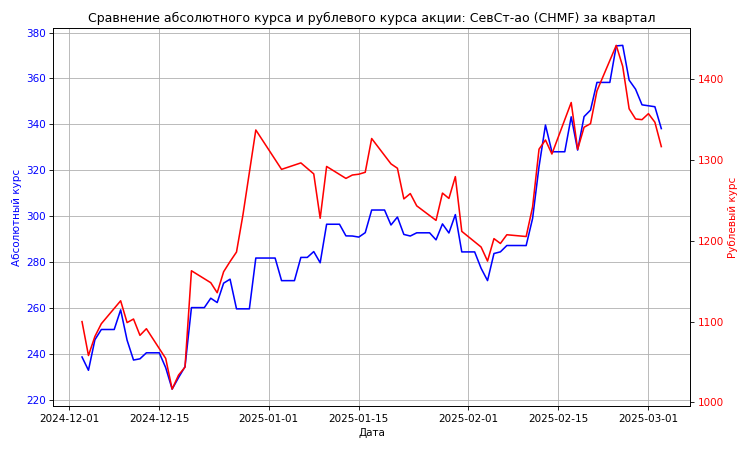 Сравнение абсолютного курса и рублевого курса акции: СевСт-ао (CHMF) за квартал
380
360
340
320
300
280
260
240
220
Абсолютный курс
1400
1300
1200
1100
1000
Рублевый курс
2024-12-01 2024-12-15 2025-01-01 2025-01-15 2025-02-01 2025-02-15 2025-03-01
Дата